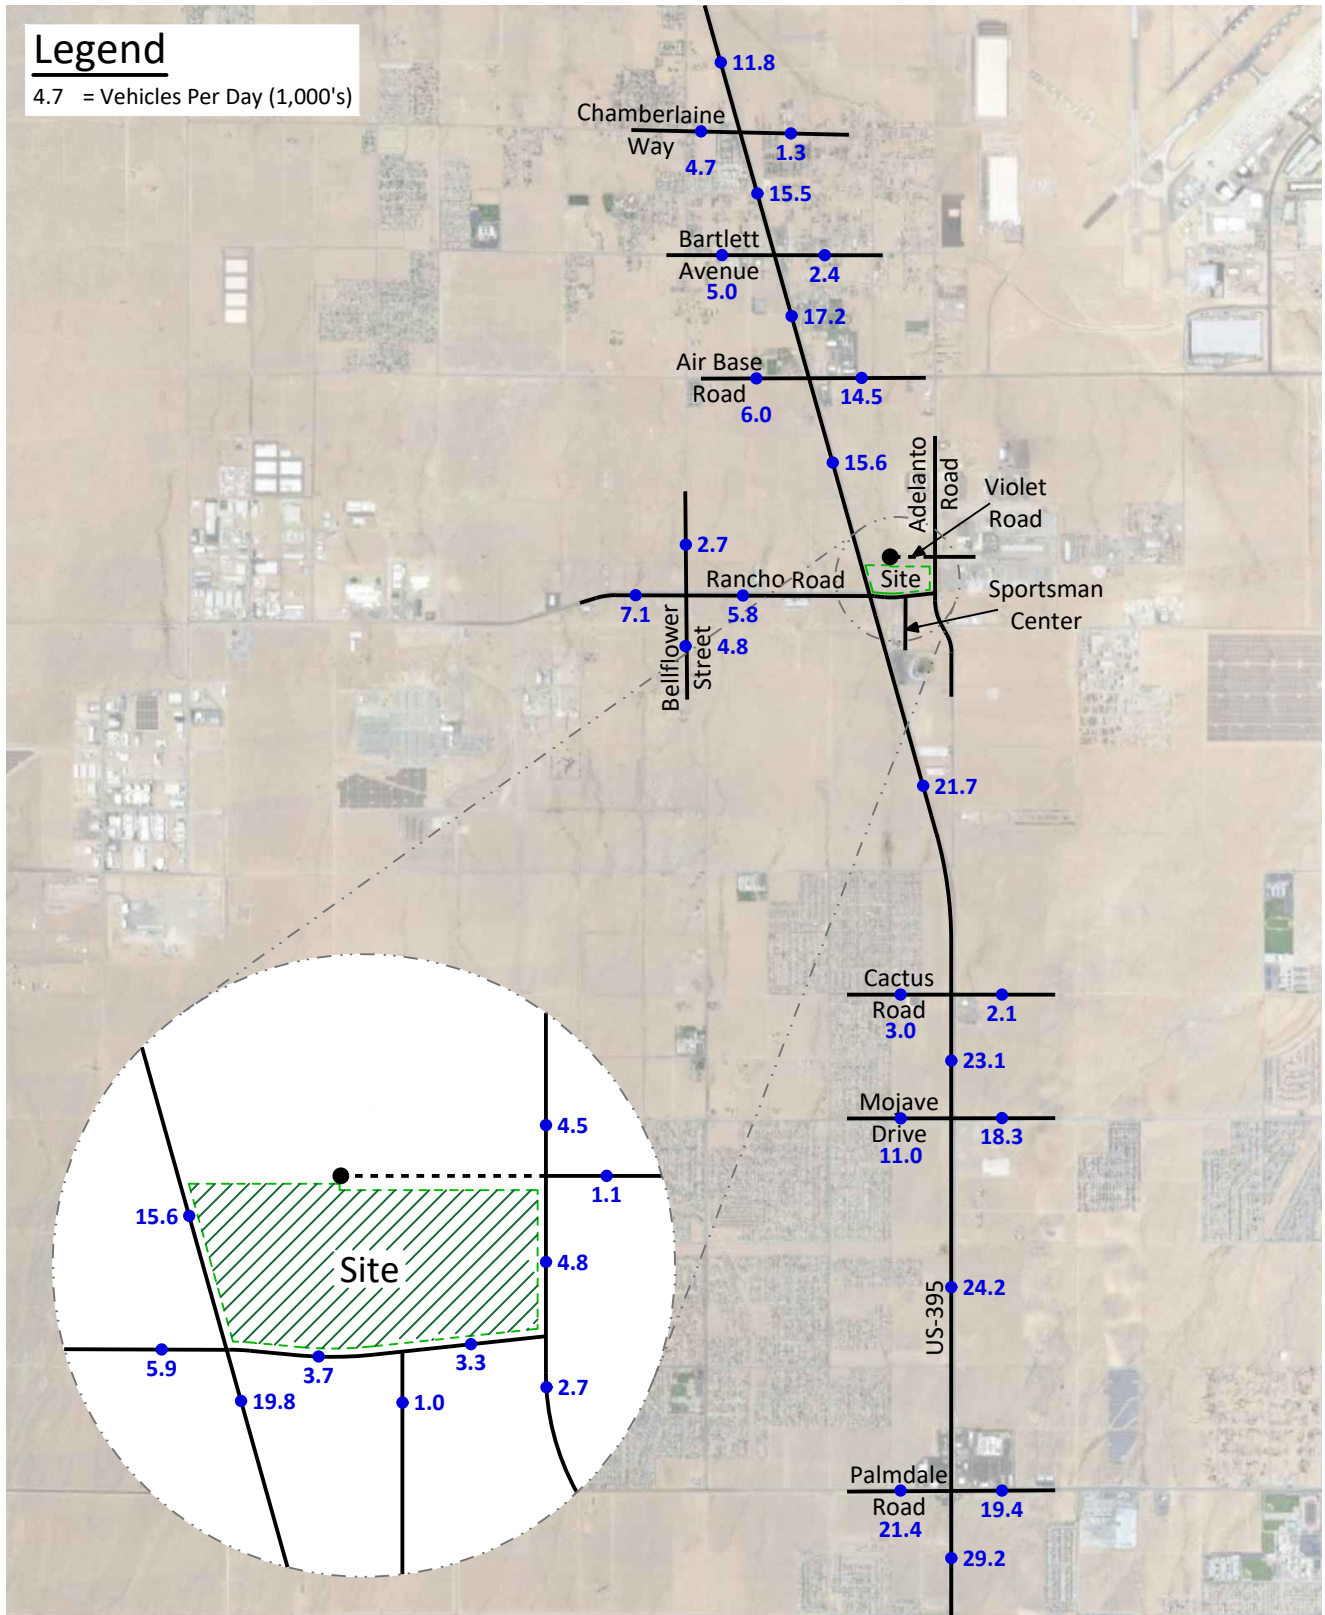 Legend
4.7 = Vehicles Per Day (1,000's)
11.8
Chamberlaine
Way
4.7
1.3
15.5
Bartlett
Avenue
5.0
2.4
17.2
Air Base
Road
6.0
14.5
15.6
Adelanto
Road
Violet
Road
2.7
Rancho Road
Site
7.1
5.8
Sportsman
Center
Bellflower
Street
4.8
21.7
Cactus
Road
3.0
2.1
23.1
Mojave
Drive
11.0
18.3
US-395
24.2
Palmdale
Road
21.4
19.4
29.2
4.5
1.1
15.6
Site
4.8
5.9
3.7
3.3
19.8
1.0
2.7